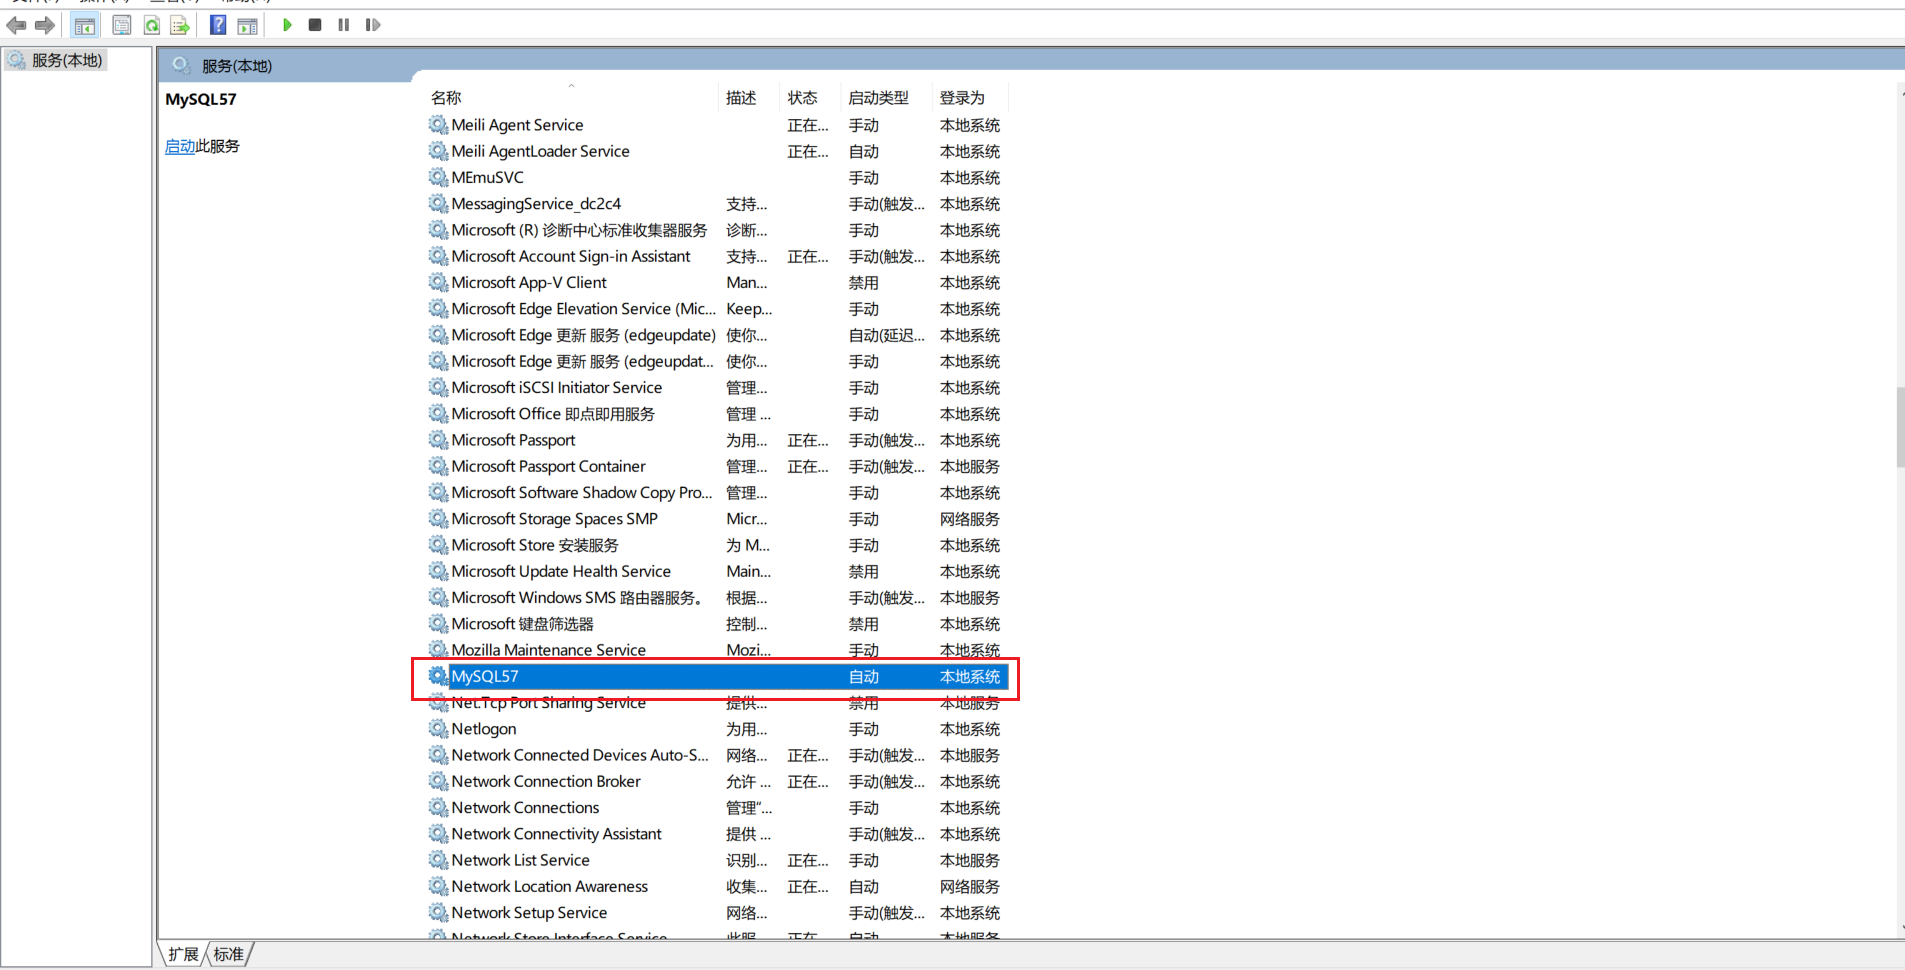 服务(本地)
服务(本地)
MySQL57
启动此服务
名称 描述 状态 启动类型 登录为
Meili Agent Service 正在... 手动 本地系统
Meili AgentLoader Service 正在... 自动 本地系统
MEmuSVC 手动 本地系统
MessagingService_dc2c4 支持... 手动(触发... 本地系统
Microsoft (R) 诊断中心标准收集器服务 诊断... 手动 本地系统
Microsoft Account Sign-in Assistant 支持... 正在... 手动(触发... 本地系统
Microsoft App-V Client Man... 禁用 本地系统
Microsoft Edge Elevation Service (Mic... Keep... 手动 本地系统
Microsoft Edge 更新 服务 (edgeupdate) 使你... 自动(延迟... 本地系统
Microsoft Edge 更新 服务 (edgeupdat... 使你... 手动 本地系统
Microsoft iSCSI Initiator Service 管理... 手动 本地系统
Microsoft Office 即点即用服务 管理 ... 手动 本地系统
Microsoft Passport 为用... 正在... 手动(触发... 本地系统
Microsoft Passport Container 管理... 正在... 手动(触发... 本地服务
Microsoft Software Shadow Copy Pro... 管理... 手动 本地系统
Microsoft Storage Spaces SMP Micr... 手动 网络服务
Microsoft Store 安装服务 为 M... 手动 本地系统
Microsoft Update Health Service Main... 禁用 本地系统
Microsoft Windows SMS 路由器服务。 根据... 手动(触发... 本地服务
Microsoft 键盘筛选器 控制... 禁用 本地系统
Mozilla Maintenance Service Mozi... 手动 本地系统
MySQL57 自动 本地系统
Net.Tcp Port Sharing Service 提供... 禁用 本地服务
Netlogon 为用... 手动 本地系统
Network Connected Devices Auto-S... 网络... 正在... 手动(触发... 本地服务
Network Connection Broker 允许 ... 正在... 手动(触发... 本地系统
Network Connections 管理“... 手动 本地系统
Network Connectivity Assistant 提供 ... 手动(触发... 本地系统
Network List Service 识别... 正在... 手动 本地服务
Network Location Awareness 收集... 正在... 自动 网络服务
Network Setup Service 网络... 手动(触发... 本地系统
Network Store Interface Service 此服... 正在... 自动 本地服务
扩展 标准